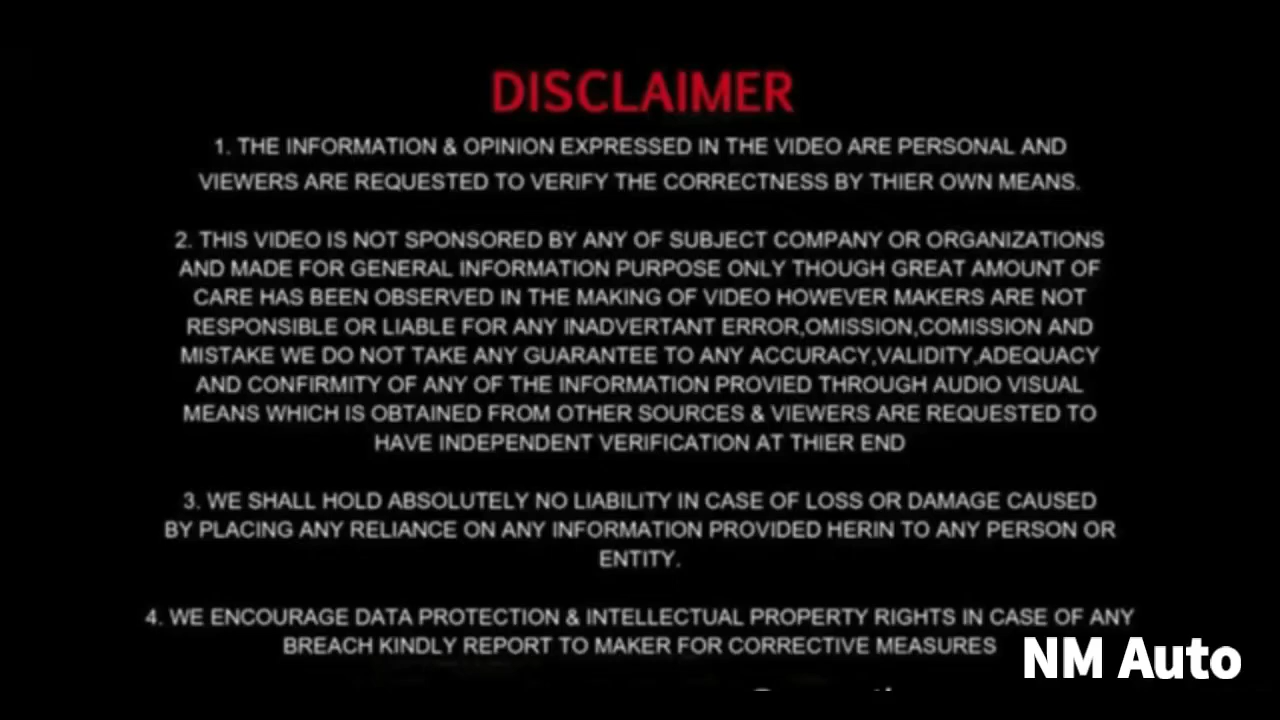 DISCLAIMER
1. THE INFORMATION & OPINION EXPRESSED IN THE VIDEO ARE PERSONAL AND
VIEWERS ARE REQUESTED TO VERIFY THE CORRECTNESS BY THIER OWN MEANS.
2. THIS VIDEO IS NOT SPONSORED BY ANY OF SUBJECT COMPANY OR ORGANIZATIONS
AND MADE FOR GENERAL INFORMATION PURPOSE ONLY THOUGH GREAT AMOUNT OF
CARE HAS BEEN OBSERVED IN THE MAKING OF VIDEO HOWEVER MAKERS ARE NOT
RESPONSIBLE OR LIABLE FOR ANY INADVERTANT ERROR,OMISSION,COMISSION AND
MISTAKE WE DO NOT TAKE ANY GUARANTEE TO ANY ACCURACY,VALIDITY,ADEQUACY
AND CONFIRMITY OF ANY OF THE INFORMATION PROVIED THROUGH AUDIO VISUAL
MEANS WHICH IS OBTAINED FROM OTHER SOURCES & VIEWERS ARE REQUESTED TO
HAVE INDEPENDENT VERIFICATION AT THIER END
3. WE SHALL HOLD ABSOLUTELY NO LIABILITY IN CASE OF LOSS OR DAMAGE CAUSED
BY PLACING ANY RELIANCE ON ANY INFORMATION PROVIDED HERIN TO ANY PERSON OR
ENTITY.
4. WE ENCOURAGE DATA PROTECTION & INTELLECTUAL PROPERTY RIGHTS IN CASE OF ANY
BREACH KINDLY REPORT TO MAKER FOR CORRECTIVE MEASURES
NM Auto